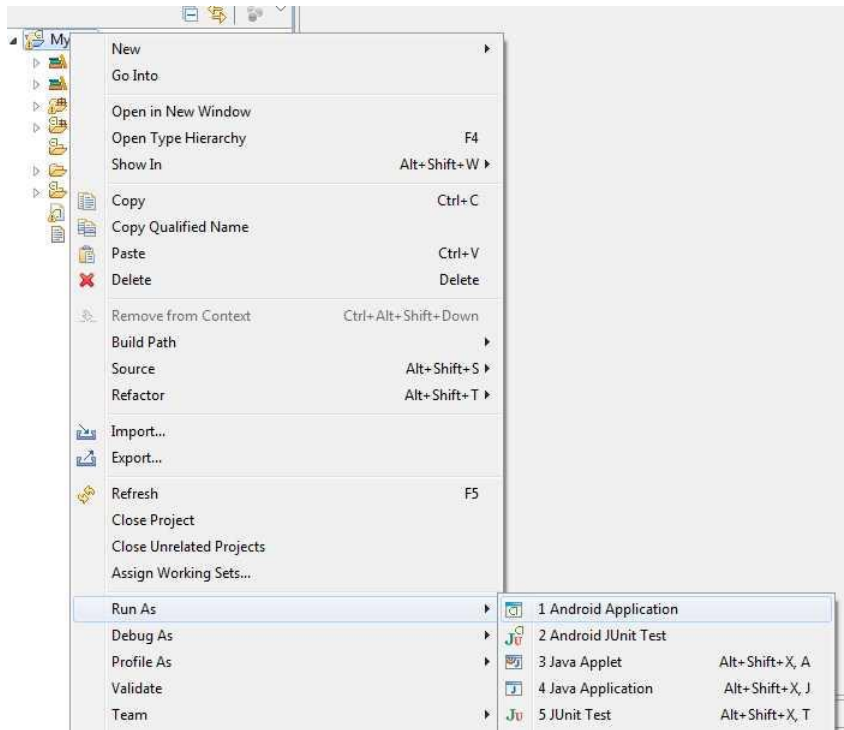 My
New
Go Into
Open in New Window
Open Type Hierarchy F4
Show In Alt+Shift+W
Copy Ctrl+C
Copy Qualified Name
Paste Ctrl+V
Delete Delete
Remove from Context Ctrl+Alt+Shift+Down
Build Path
Source Alt+Shift+S
Refactor Alt+Shift+T
Import...
Export...
Refresh F5
Close Project
Close Unrelated Projects
Assign Working Sets...
Run As
Debug As
Profile As
Validate
Team
1 Android Application
2 Android JUnit Test
3 Java Applet Alt+Shift+X, A
4 Java Application Alt+Shift+X, J
5 JUnit Test Alt+Shift+X, T